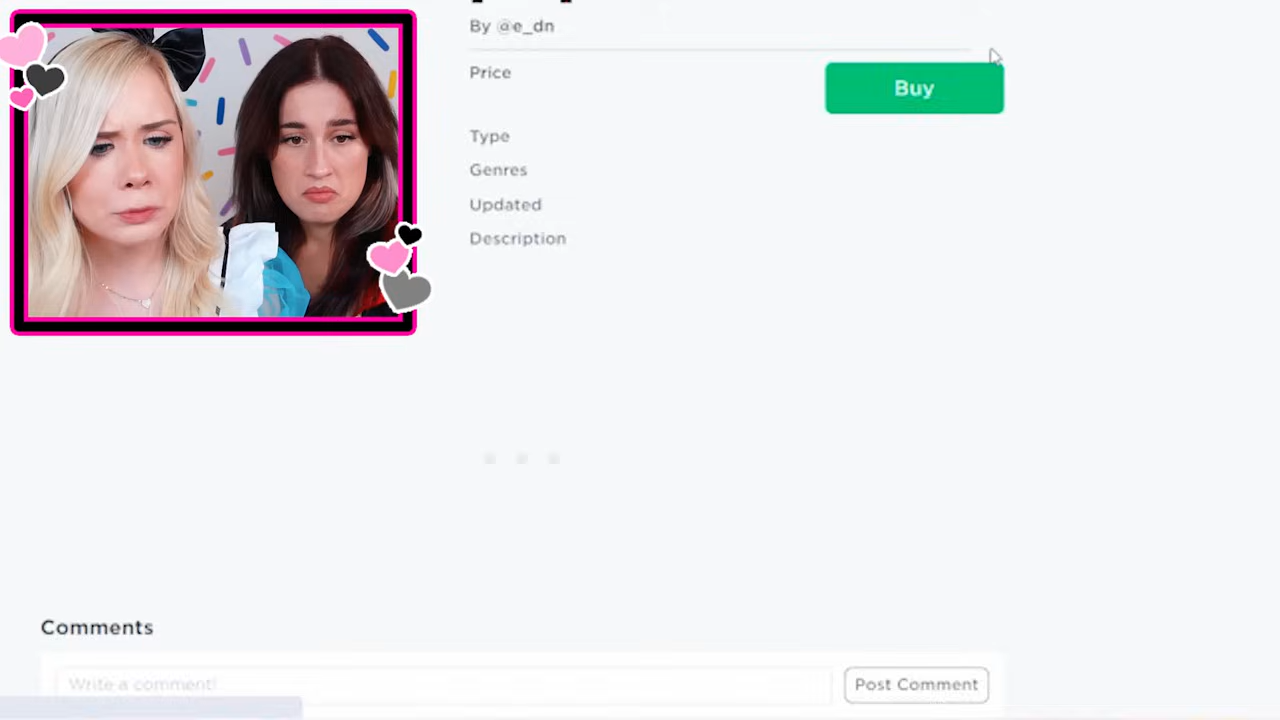 By @e_dn
Price
Buy
Type
Genres
Updated
Description
Comments
Write a comment!
Post Comment